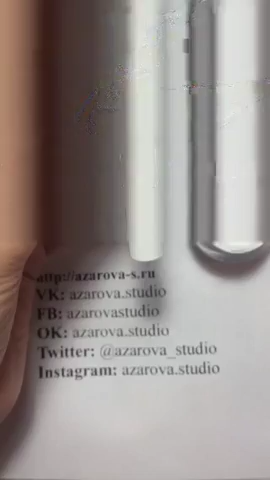 http://azarova-s.ru
VK: azarova.studio
FB: azarovastudio
OK: azarova.studio
Twitter: @azarova_studio
Instagram: azarova.studio